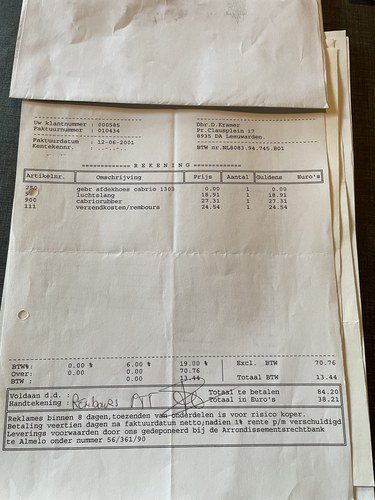 Uw klantnummer : 000585
Faktuurnummer : 010434
Faktuurdatum : 12-06-2001
Kentekennr. : ..-..-..
Dhr.D.Kramer
Pr.Clausplein 17
8935 DA Leeuwarden.
BTW nr.NL8083.94.745.B01
============= R E K E N I N G =============
Artikelnr. Omschrijving Prijs Aantal Guldens Euro's
250 gebr afdekhoes cabrio 1303 0.00 1 0.00
luchtslang 18.91 1 18.91
900 cabriorubber 27.31 1 27.31
111 verzendkosten/rembours 24.54 1 24.54
BTW%: 0.00 % 6.00 % 19.00 % Excl. BTW 70.76
Over: 0.00 0.00 70.76
BTW : 0.00 13.44 Totaal BTW 13.44
Voldaan d.d. : Totaal te betalen 84.20
Handtekening : Rembours PTT Totaal in Euro's 38.21
Reklames binnen 8 dagen,toezenden van onderdelen is voor risico koper.
Betaling veertien dagen na faktuurdatum netto;nadien 1% rente p/m verschuldigd
Leverings voorwaarden door ons gedeponeerd bij de Arrondissementsrechtbank
te Almelo onder nummer 56/361/90